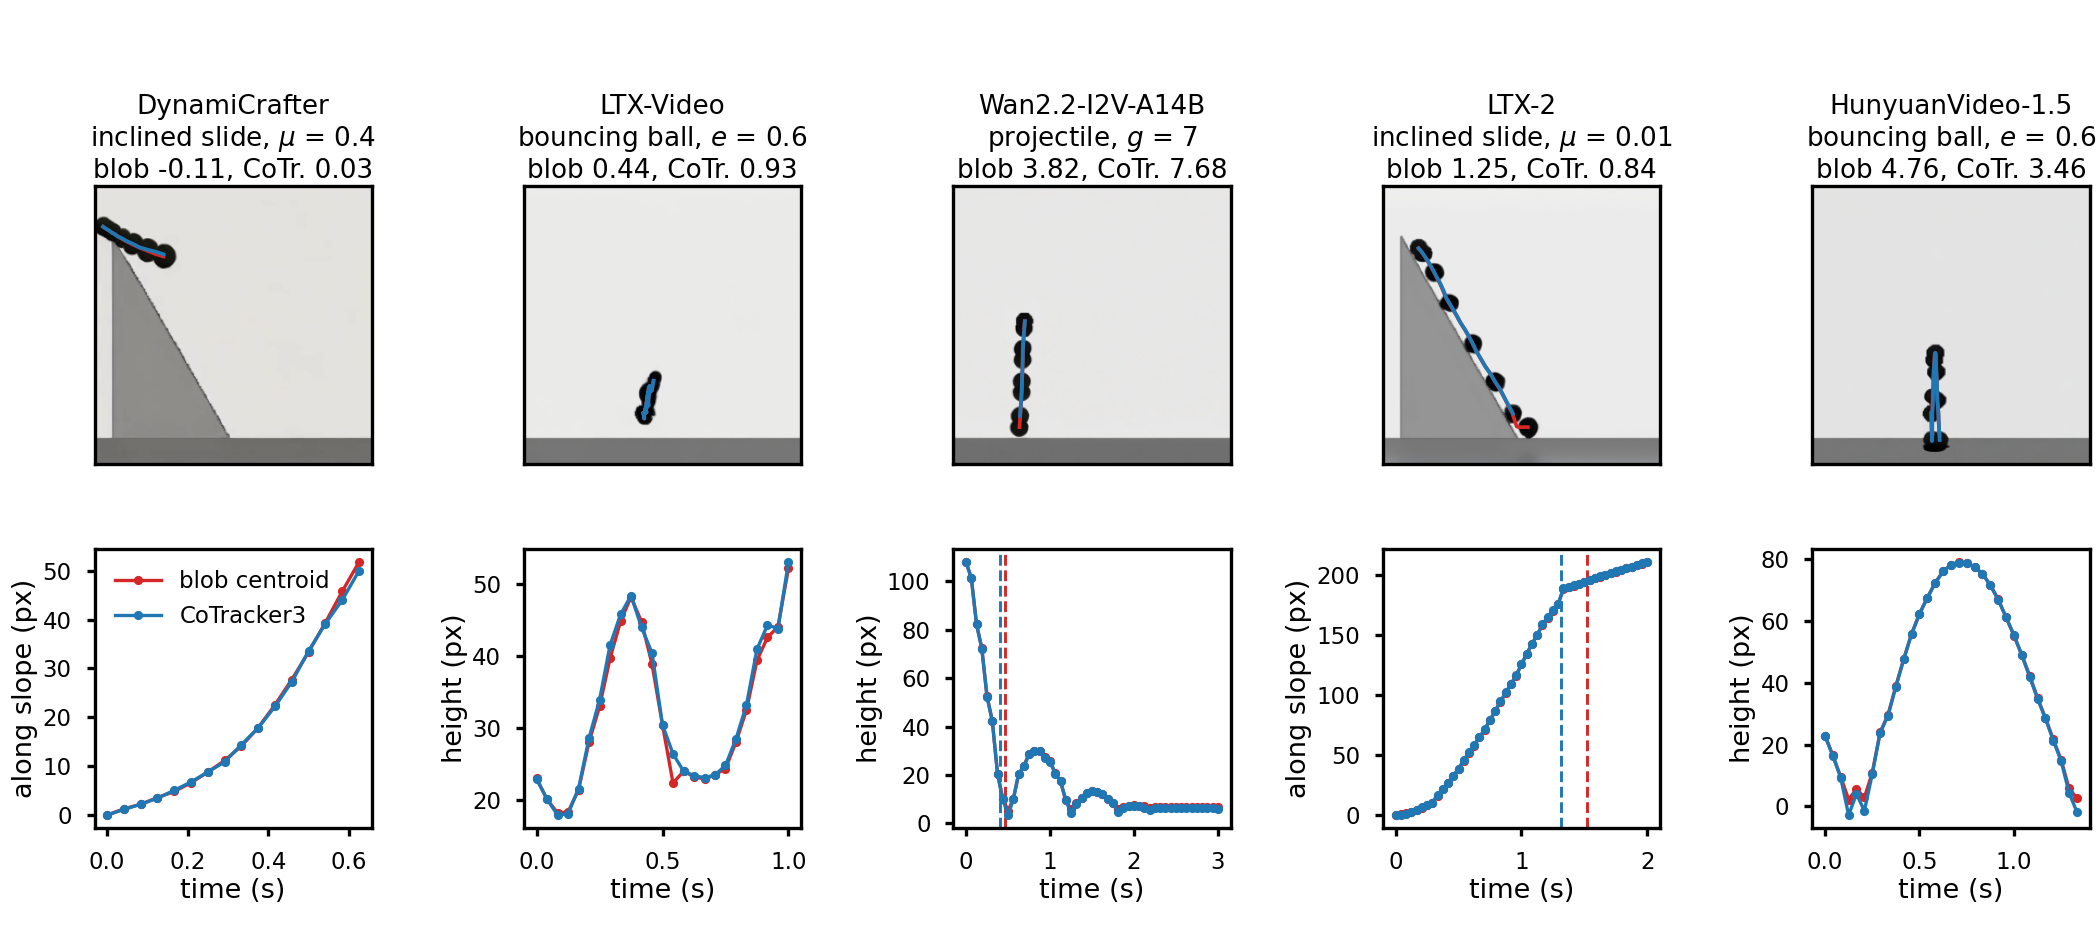 DynamiCrafter
inclined slide, μ = 0.4
blob -0.11, CoTr. 0.03
LTX-Video
bouncing ball, e = 0.6
blob 0.44, CoTr. 0.93
Wan2.2-I2V-A14B
projectile, g = 7
blob 3.82, CoTr. 7.68
LTX-2
inclined slide, μ = 0.01
blob 1.25, CoTr. 0.84
HunyuanVideo-1.5
bouncing ball, e = 0.6
blob 4.76, CoTr. 3.46
along slope (px)
50
40
30
20
10
0
blob centroid
CoTracker3
0.0 0.2 0.4 0.6
time (s)
height (px)
50
40
30
20
0.0 0.5 1.0
time (s)
height (px)
100
80
60
40
20
0
0 1 2 3
time (s)
along slope (px)
200
150
100
50
0
0 1 2
time (s)
height (px)
80
60
40
20
0
0.0 0.5 1.0
time (s)